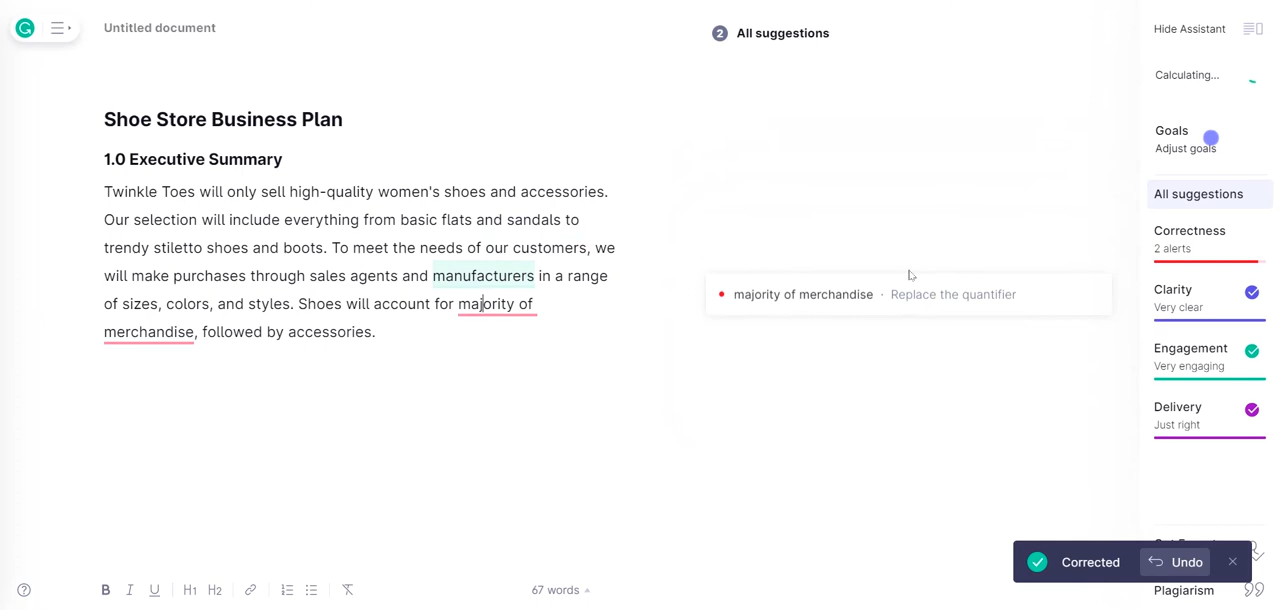 Untitled document
2 All suggestions
Hide Assistant
Calculating...
Shoe Store Business Plan
Goals
Adjust goals
1.0 Executive Summary
Twinkle Toes will only sell high-quality women's shoes and accessories.
Our selection will include everything from basic flats and sandals to
trendy stiletto shoes and boots. To meet the needs of our customers, we
will make purchases through sales agents and manufacturers in a range
of sizes, colors, and styles. Shoes will account for majority of
merchandise, followed by accessories.
majority of merchandise · Replace the quantifier
All suggestions
Correctness
2 alerts
Clarity
Very clear
Engagement
Very engaging
Delivery
Just right
Corrected Undo
B I U H1 H2
67 words
Plagiarism